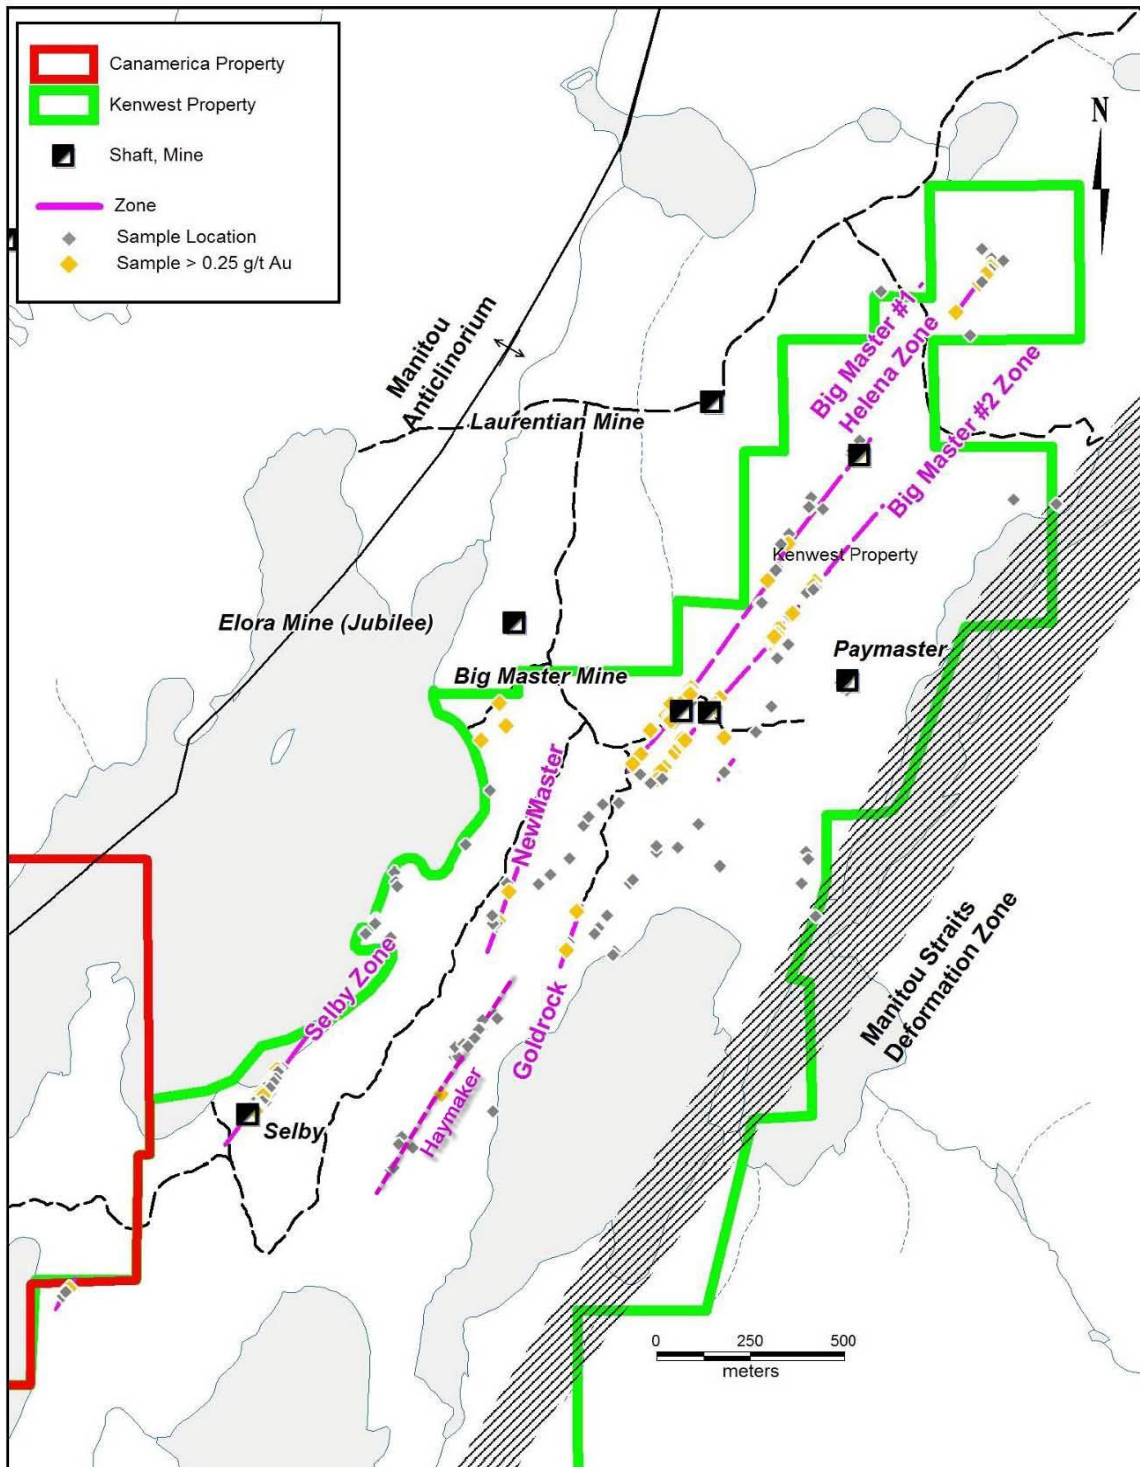 Canamerica Property
Kenwest Property
Shaft, Mine
Zone
Sample Location
Sample > 0.25 g/t Au
N
Manitou
Anticlinorium
Laurentian Mine
Big Master #1
Helena Zone
Big Master #2 Zone
Kenwest Property
Elora Mine (Jubilee)
Big Master Mine
Paymaster
NewMaster
Selby Zone
Goldrock
Haymaker
Selby
Manitou Straits
Deformation Zone
0 250 500
meters